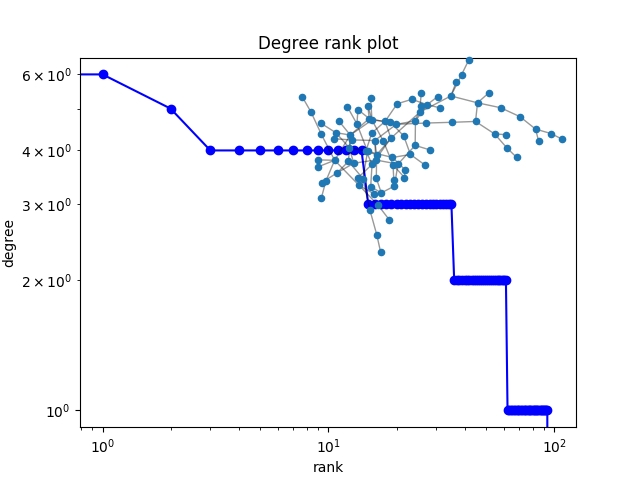 Degree rank plot
6 × 10⁰
4 × 10⁰
3 × 10⁰
2 × 10⁰
10⁰
degree
10⁰
10¹
10²
rank